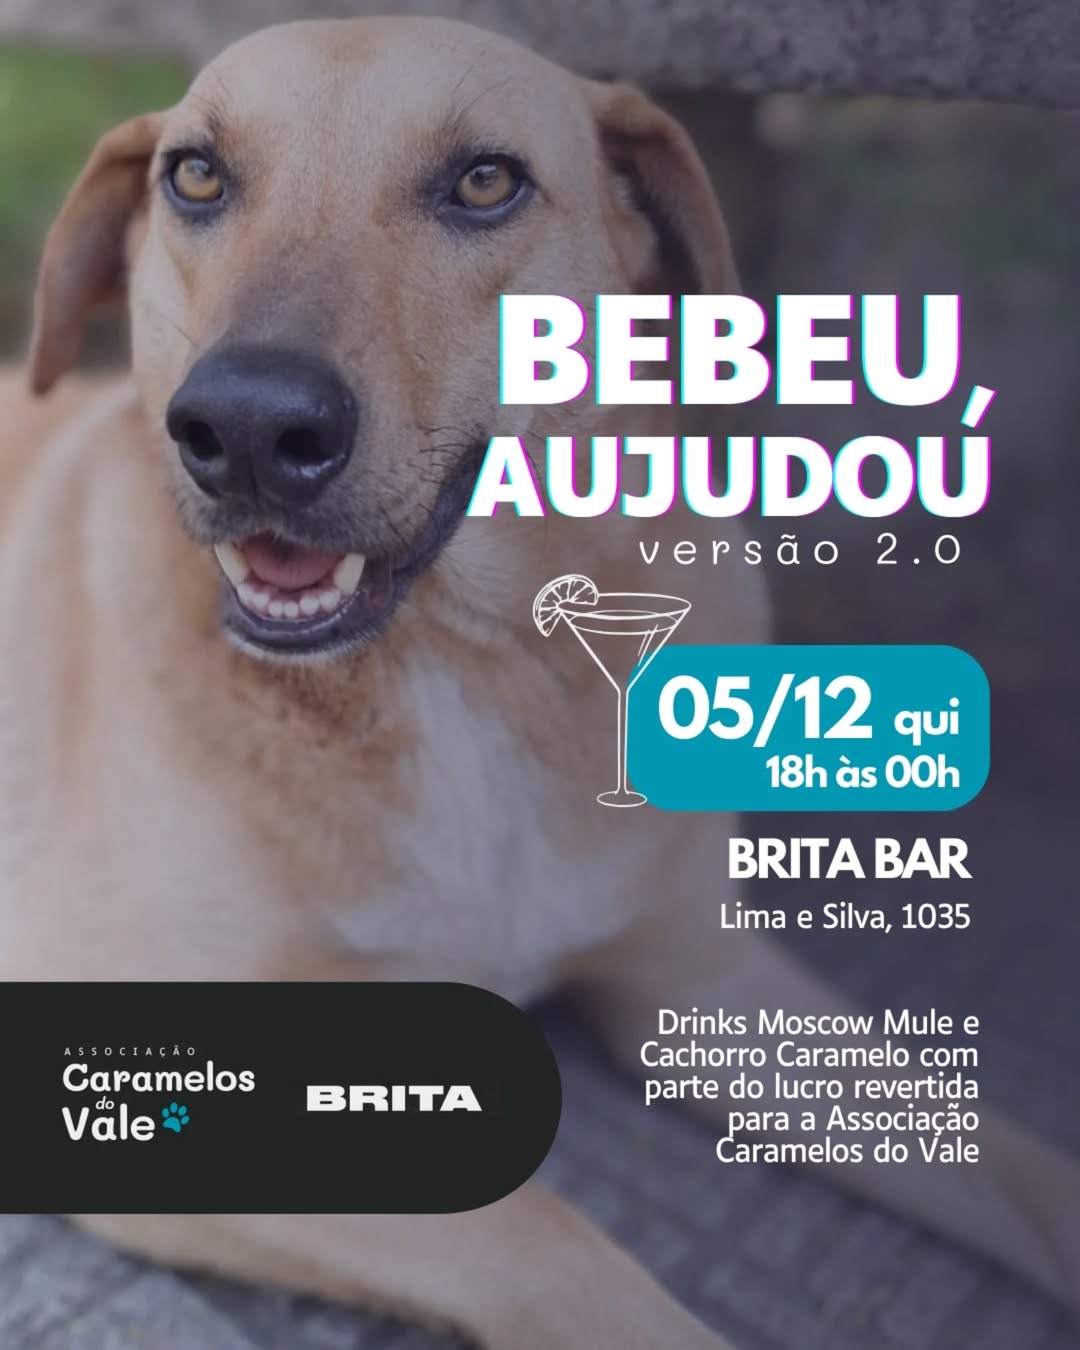 BEBEU,
AUJUDOU
versão 2.0
05/12 qui
18h às 00h
BRITA BAR
Lima e Silva, 1035
Drinks Moscow Mule e
Cachorro Caramelo com
parte do lucro revertida
para a Associação
Caramelos do Vale
ASSOCIAÇÃO
Caramelos
do
Vale
BRITA